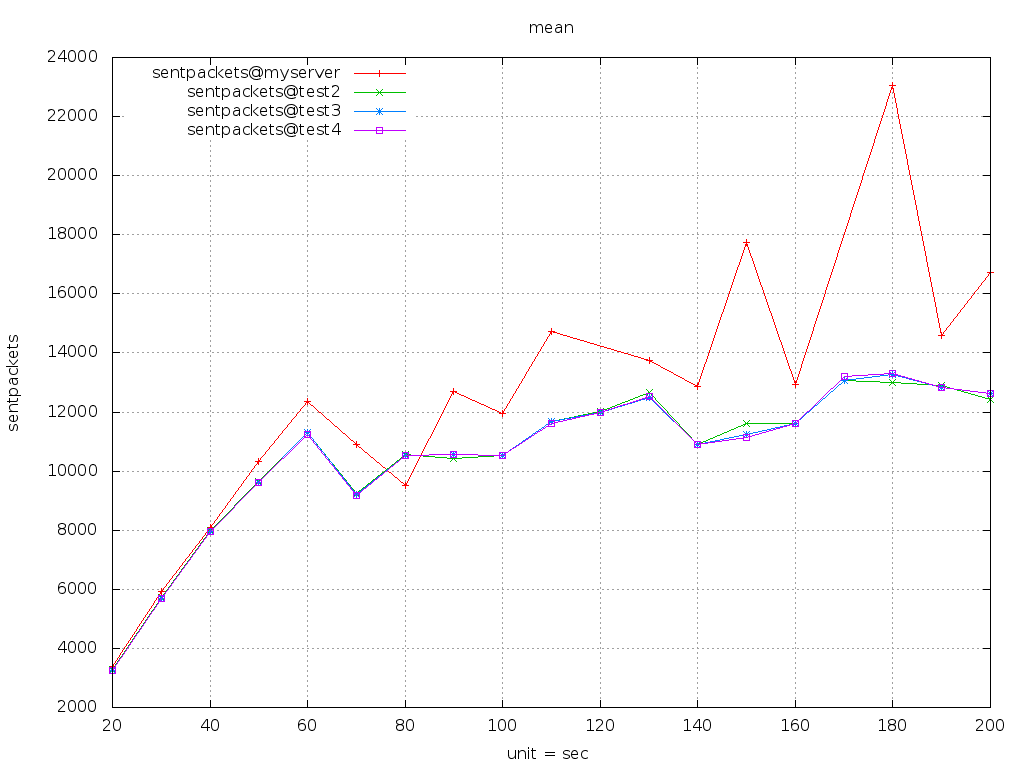 mean
24000
22000
20000
18000
16000
14000
12000
10000
8000
6000
4000
2000
sentpackets@myserver
sentpackets@test2
sentpackets@test3
sentpackets@test4
sentpackets
20 40 60 80 100 120 140 160 180 200
unit = sec